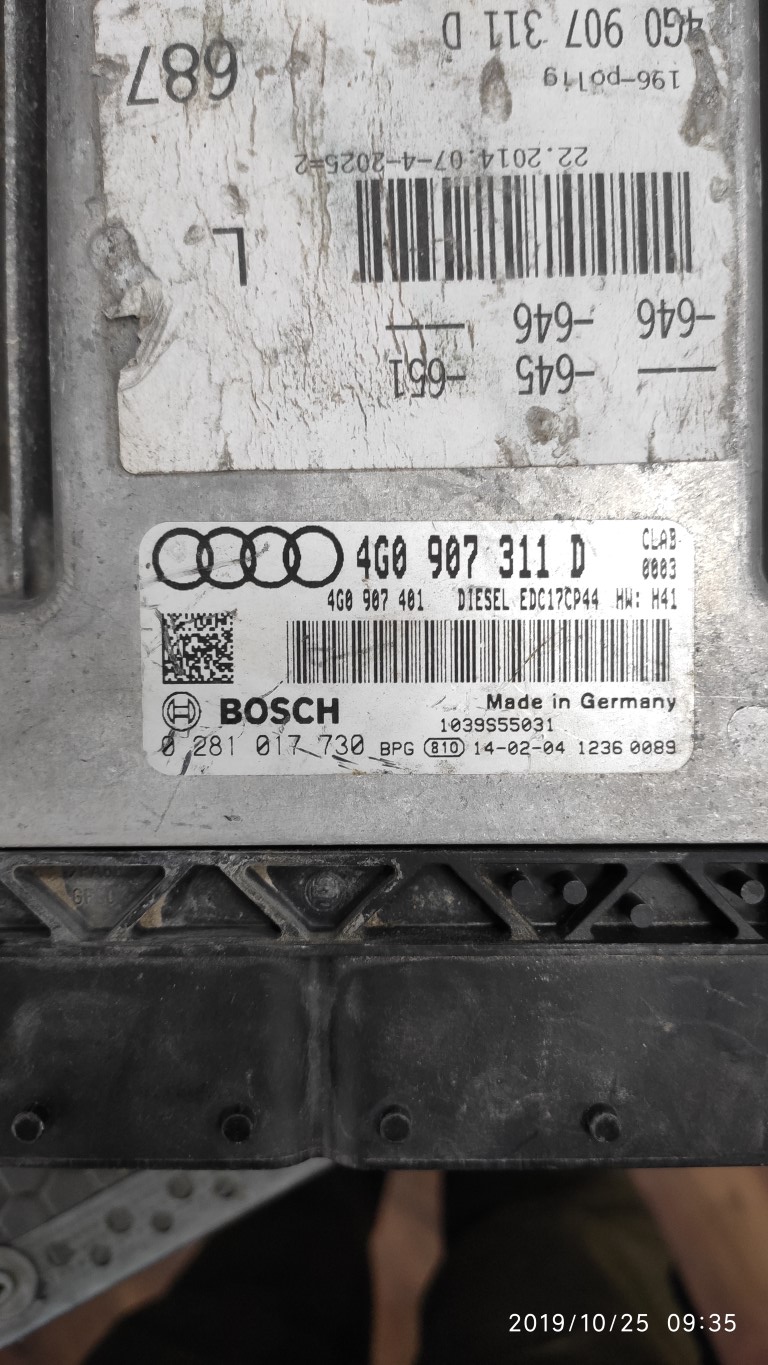 4G0 907 311 D
196-polig
687
22.2014.07-4-2025=2
L
-646 -646
-645 -651
4G0 907 311 D
CLAB
0003
4G0 907 401 DIESEL EDC17CP44 HW: H41
BOSCH
Made in Germany
1039S55031
0 281 017 730 BPG 810 14-02-04 1236 0089
2019/10/25 09:35